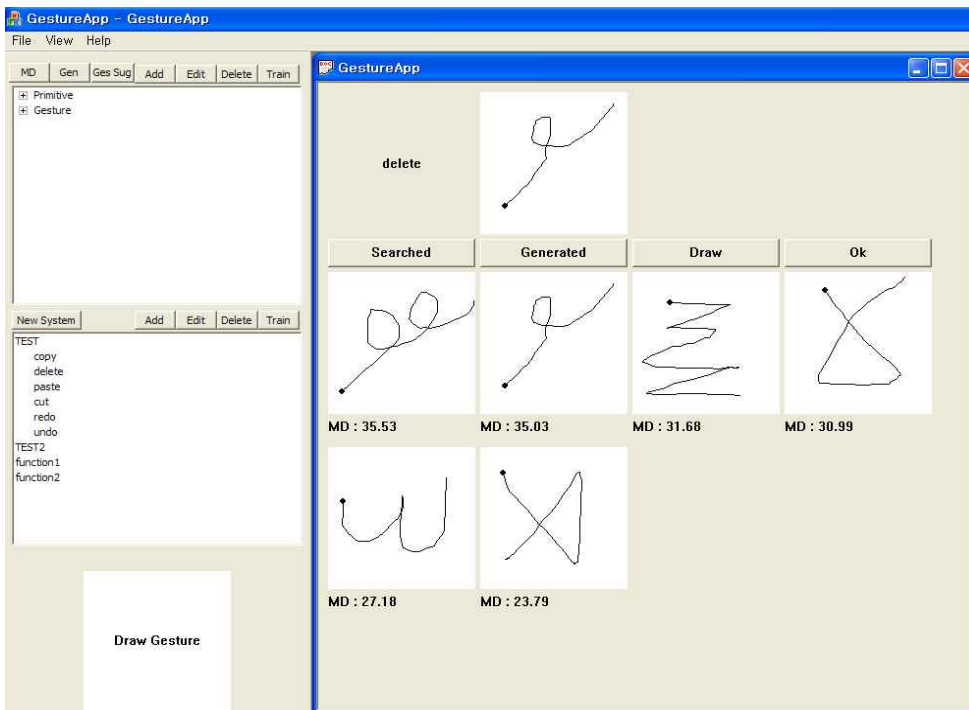 GestureApp - GestureApp
File View Help
MD Gen Ges Sug Add Edit Delete Train
Primitive
Gesture
New System Add Edit Delete Train
TEST
copy
delete
paste
cut
redo
undo
TEST2
function1
function2
Draw Gesture
GestureApp
delete
Searched Generated Draw Ok
MD : 35.53 MD : 35.03 MD : 31.68 MD : 30.99
MD : 27.18 MD : 23.79